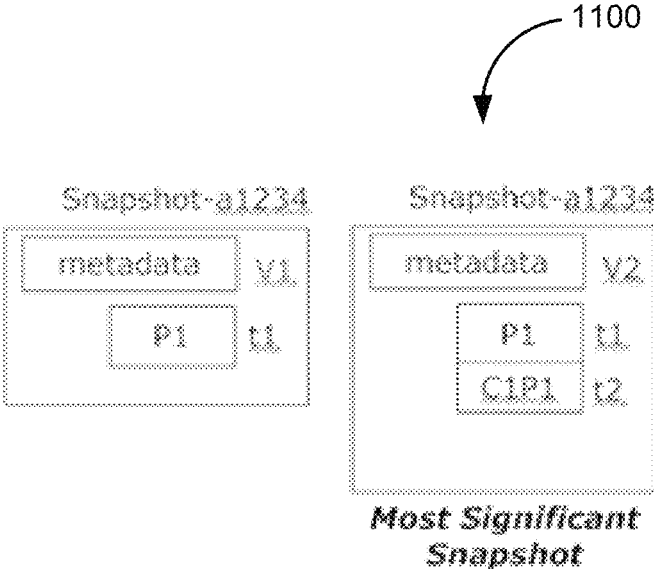 1100
Snapshot-a1234 Snapshot-a1234
metadata V1 metadata V2
P1 t1 P1 t1
C1P1 t2
Most Significant
Snapshot